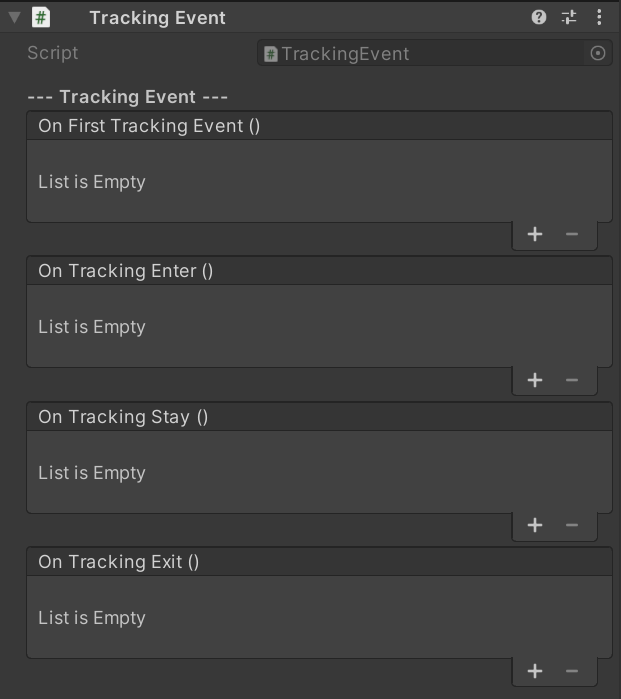 Tracking Event
Script
TrackingEvent
--- Tracking Event ---
On First Tracking Event ()
List is Empty
On Tracking Enter ()
List is Empty
On Tracking Stay ()
List is Empty
On Tracking Exit ()
List is Empty